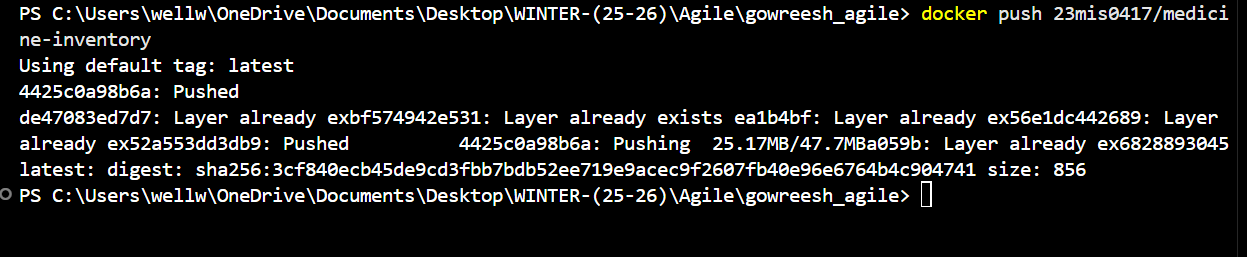 PS C:\Users\wellw\OneDrive\Documents\Desktop\WINTER-(25-26)\Agile\gowreesh_agile> docker push 23mis0417/medici
ne-inventory
Using default tag: latest
4425c0a98b6a: Pushed
de47083ed7d7: Layer already exbf574942e531: Layer already exists ea1b4bf: Layer already ex56e1dc442689: Layer
already ex52a553dd3db9: Pushed         4425c0a98b6a: Pushing  25.17MB/47.7MBa059b: Layer already ex6828893045
latest: digest: sha256:3cf840ecb45de9cd3fbb7bdb52ee719e9acec9f2607fb40e96e6764b4c904741 size: 856
PS C:\Users\wellw\OneDrive\Documents\Desktop\WINTER-(25-26)\Agile\gowreesh_agile>